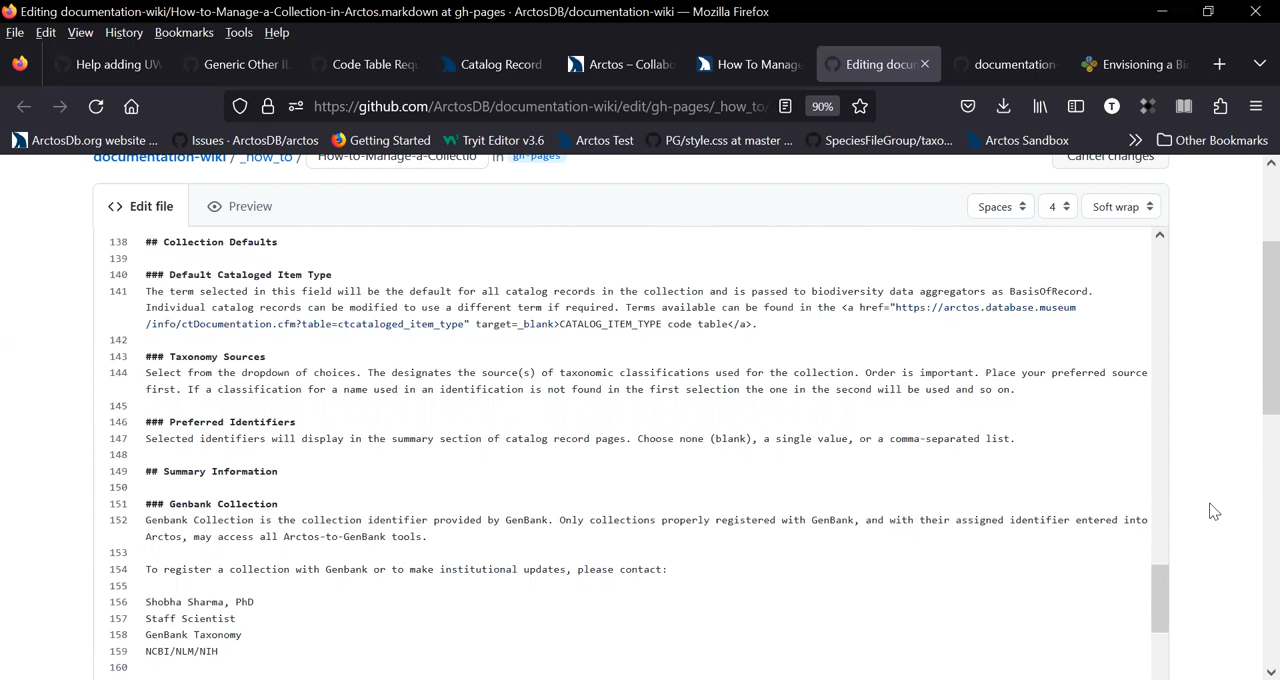 Editing documentation-wiki/How-to-Manage-a-Collection-in-Arctos.markdown at gh-pages · ArctosDB/documentation-wiki — Mozilla Firefox
File Edit View History Bookmarks Tools Help
Help adding UW Generic Other I Code Table Req Catalog Record Arctos – Collabo How To Manage Editing docu documentation- Envisioning a Bi
https://github.com/ArctosDB/documentation-wiki/edit/gh-pages/_how_to/ 90% T
ArctosDb.org website ... Issues · ArctosDB/arctos Getting Started Tryit Editor v3.6 Arctos Test PG/style.css at master ... SpeciesFileGroup/taxo... Arctos Sandbox Other Bookmarks
documentation-wiki / _how_to / How-to-Manage-a-Collectio in gh-pages Cancel changes
Edit file Preview Spaces 4 Soft wrap
138 ## Collection Defaults
139
140 ### Default Cataloged Item Type
141 The term selected in this field will be the default for all catalog records in the collection and is passed to biodiversity data aggregators as BasisOfRecord.
Individual catalog records can be modified to use a different term if required. Terms available can be found in the <a href="https://arctos.database.museum
/info/ctDocumentation.cfm?table=ctcataloged_item_type" target=_blank>CATALOG_ITEM_TYPE code table</a>.
142
143 ### Taxonomy Sources
144 Select from the dropdown of choices. The designates the source(s) of taxonomic classifications used for the collection. Order is important. Place your preferred source
first. If a classification for a name used in an identification is not found in the first selection the one in the second will be used and so on.
145
146 ### Preferred Identifiers
147 Selected identifiers will display in the summary section of catalog record pages. Choose none (blank), a single value, or a comma-separated list.
148
149 ## Summary Information
150
151 ### Genbank Collection
152 Genbank Collection is the collection identifier provided by GenBank. Only collections properly registered with GenBank, and with their assigned identifier entered into
Arctos, may access all Arctos-to-GenBank tools.
153
154 To register a collection with Genbank or to make institutional updates, please contact:
155
156 Shobha Sharma, PhD
157 Staff Scientist
158 GenBank Taxonomy
159 NCBI/NLM/NIH
160